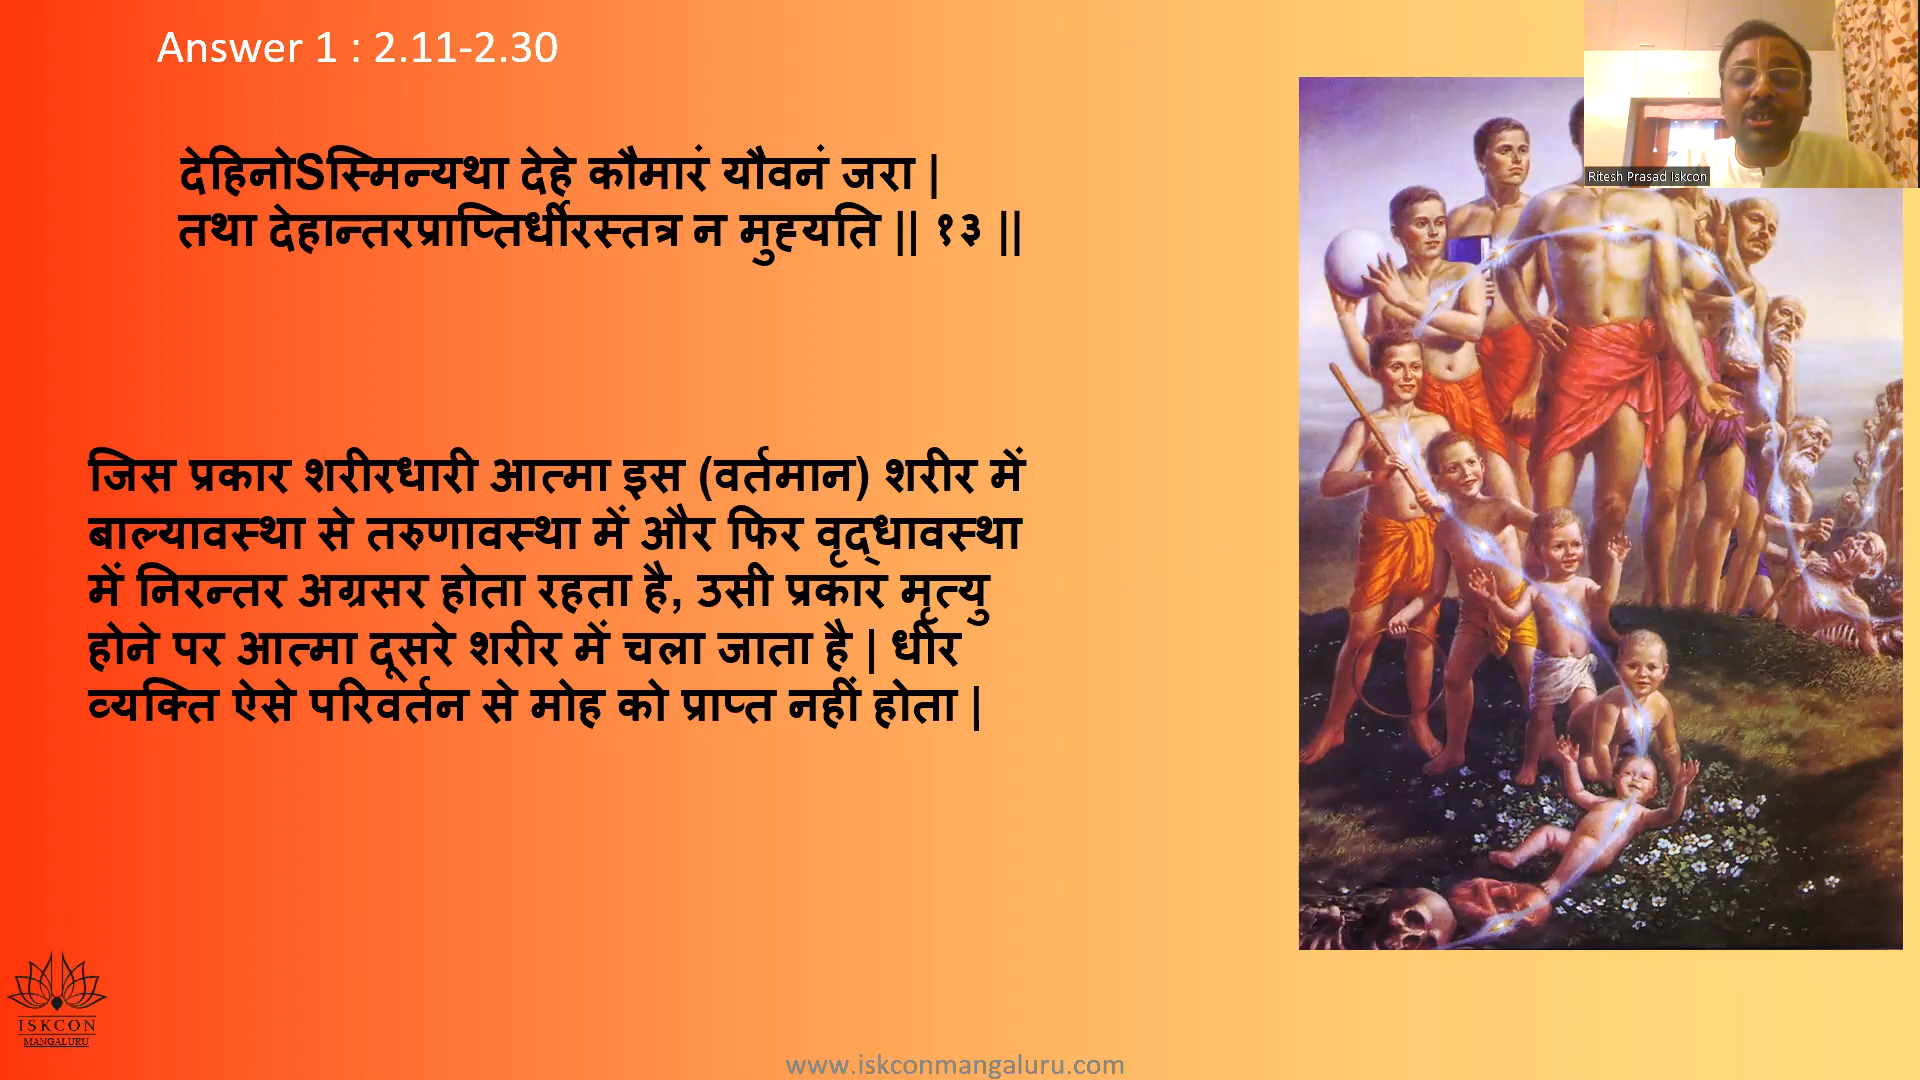 Answer 1 : 2.11-2.30
देहिनोSस्मिन्यथा देहे कौमारं यौवनं जरा |
तथा देहान्तरप्राप्तिर्धीरस्तत्र न मुह्यति || १३ ||
जिस प्रकार शरीरधारी आत्मा इस (वर्तमान) शरीर में
बाल्यावस्था से तरुणावस्था में और फिर वृद्धावस्था
में निरन्तर अग्रसर होता रहता है, उसी प्रकार मृत्यु
होने पर आत्मा दूसरे शरीर में चला जाता है | धीर
व्यक्ति ऐसे परिवर्तन से मोह को प्राप्त नहीं होता |
Ritesh Prasad Iskcon
ISKCON
MANGALURU
www.iskconmangaluru.com